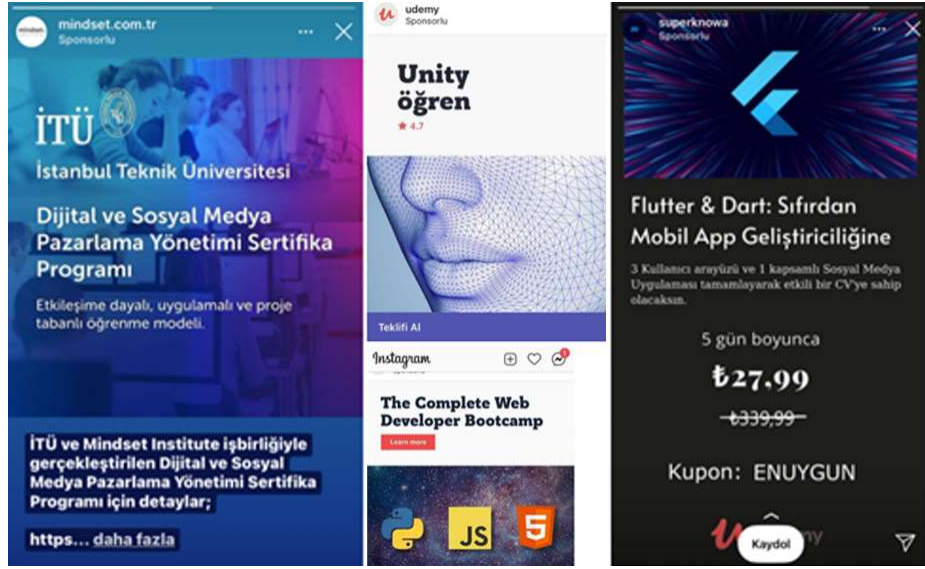 mindset.com.tr
Sponsorlu
mindset.
İTÜ
İstanbul Teknik Üniversitesi
Dijital ve Sosyal Medya
Pazarlama Yönetimi Sertifika
Programı
Etkileşime dayalı, uygulamalı ve proje
tabanlı öğrenme modeli.
İTÜ ve Mindset Institute işbirliğiyle
gerçekleştirilen Dijital ve Sosyal
Medya Pazarlama Yönetimi Sertifika
Programı için detaylar;
https... daha fazla
udemy
Sponsorlu
Unity
öğren
★ 4.7
Teklifi Al
Instagram
1
The Complete Web
Developer Bootcamp
Learn more
JS
5
superknowa
Sponsorlu
Flutter & Dart: Sıfırdan
Mobil App Geliştiriciliğine
3 Kullanıcı arayüzü ve 1 kapsamlı Sosyal Medya
Uygulaması tamamlayarak etkili bir CV'ye sahip
olacaksın.
5 gün boyunca
₺27,99
₺339,99
Kupon: ENUYGUN
Kaydol